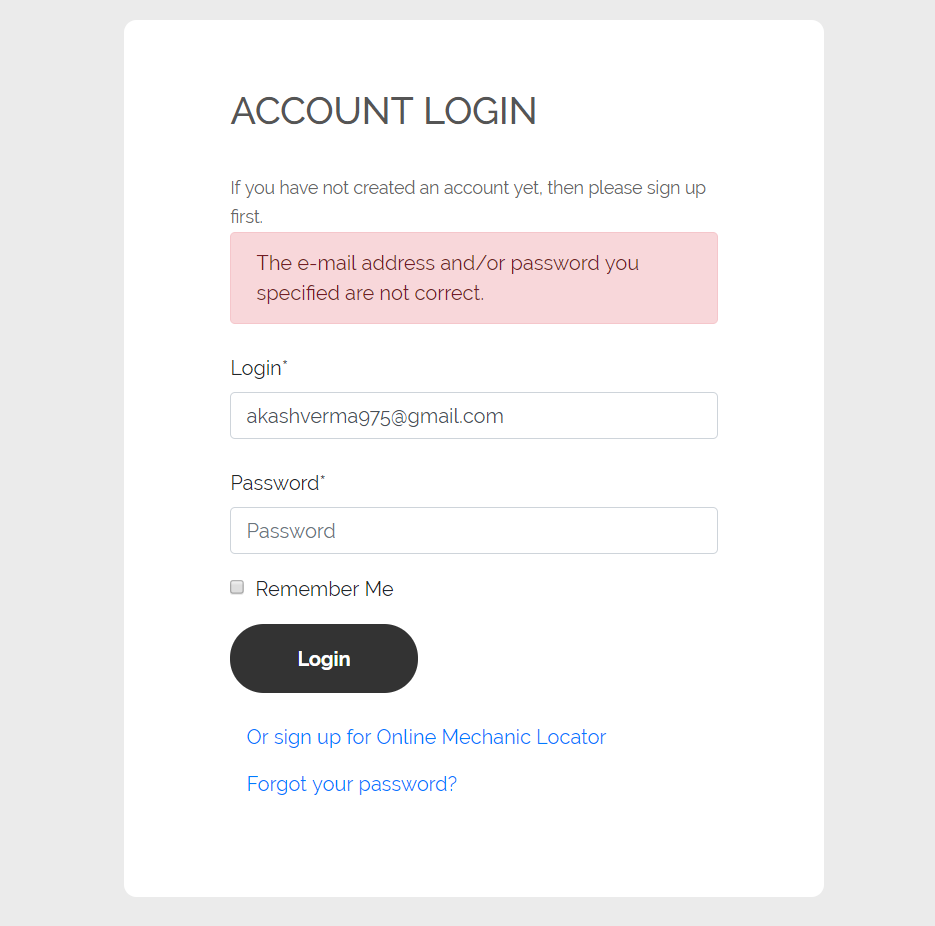 ACCOUNT LOGIN
If you have not created an account yet, then please sign up
first.
The e-mail address and/or password you
specified are not correct.
Login*
akashverma975@gmail.com
Password*
Password
Remember Me
Login
Or sign up for Online Mechanic Locator
Forgot your password?